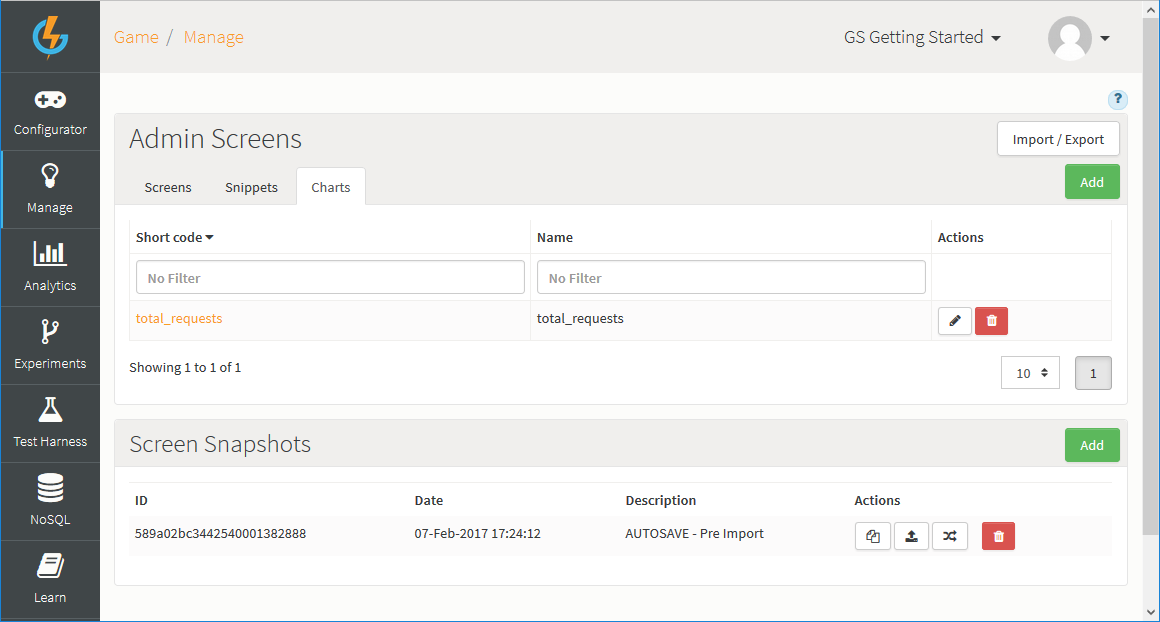 Game / Manage
GS Getting Started
Configurator
Manage
Analytics
Experiments
Test Harness
NoSQL
Learn
?
Admin Screens
Import / Export
Screens Snippets Charts
Add
Short code Name Actions
No Filter No Filter
total_requests total_requests
Showing 1 to 1 of 1
10 1
Screen Snapshots
Add
ID Date Description Actions
589a02bc3442540001382888 07-Feb-2017 17:24:12 AUTOSAVE - Pre Import